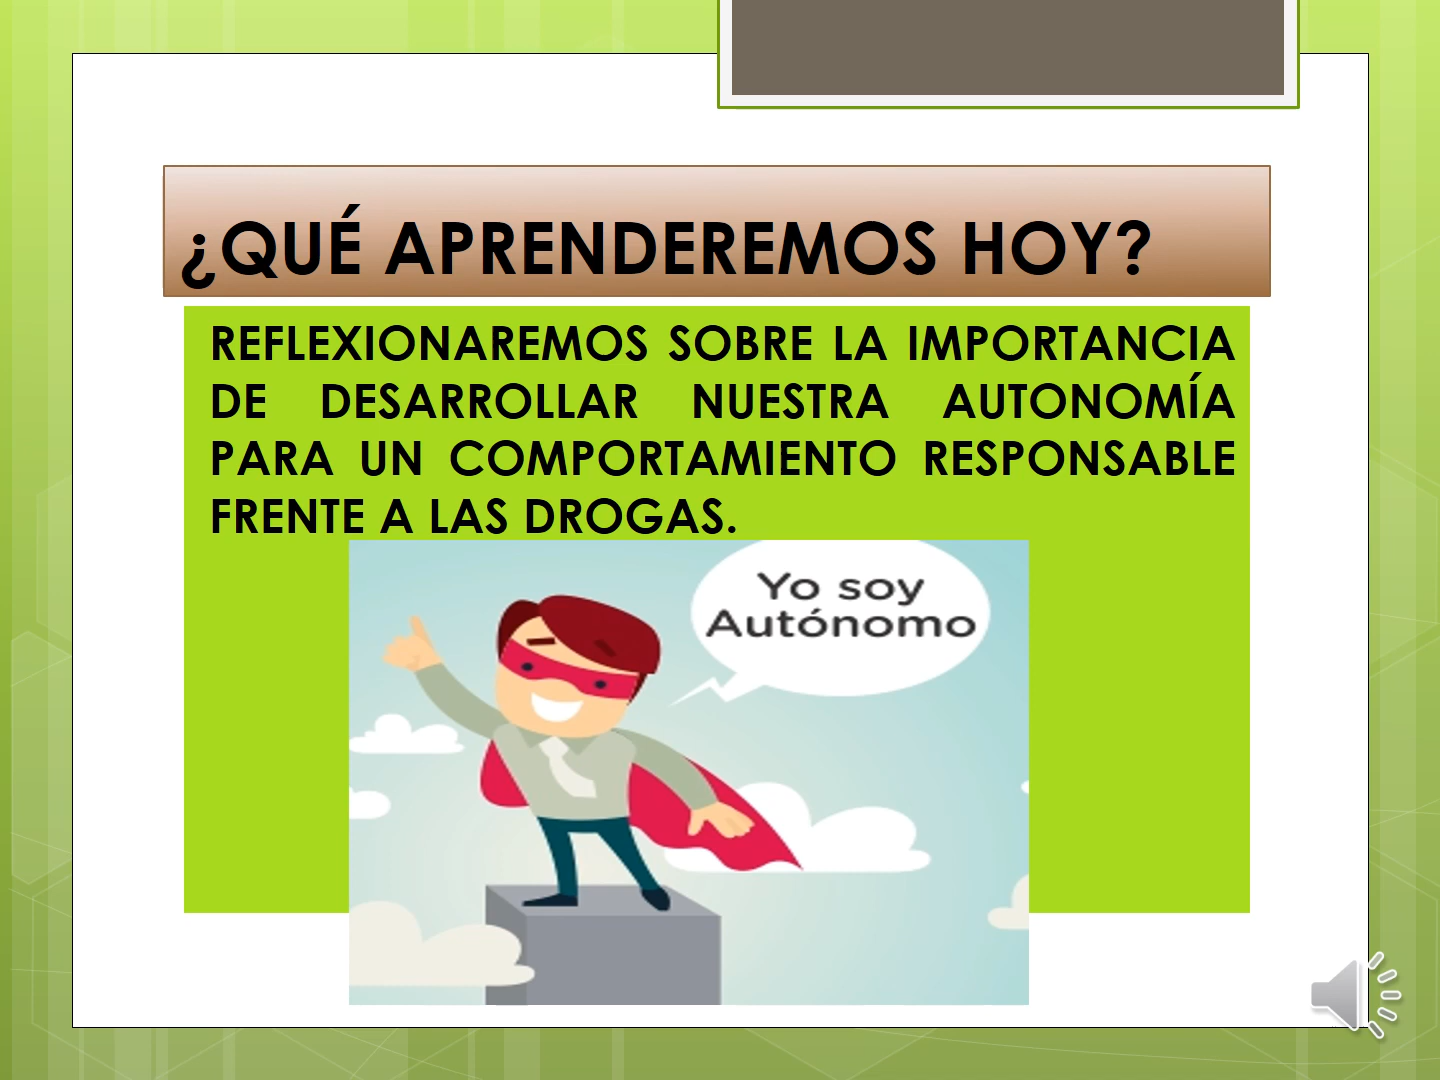 ¿QUÉ APRENDEREMOS HOY?
REFLEXIONAREMOS SOBRE LA IMPORTANCIA
DE DESARROLLAR NUESTRA AUTONOMÍA
PARA UN COMPORTAMIENTO RESPONSABLE
FRENTE A LAS DROGAS.
Yo soy
Autónomo